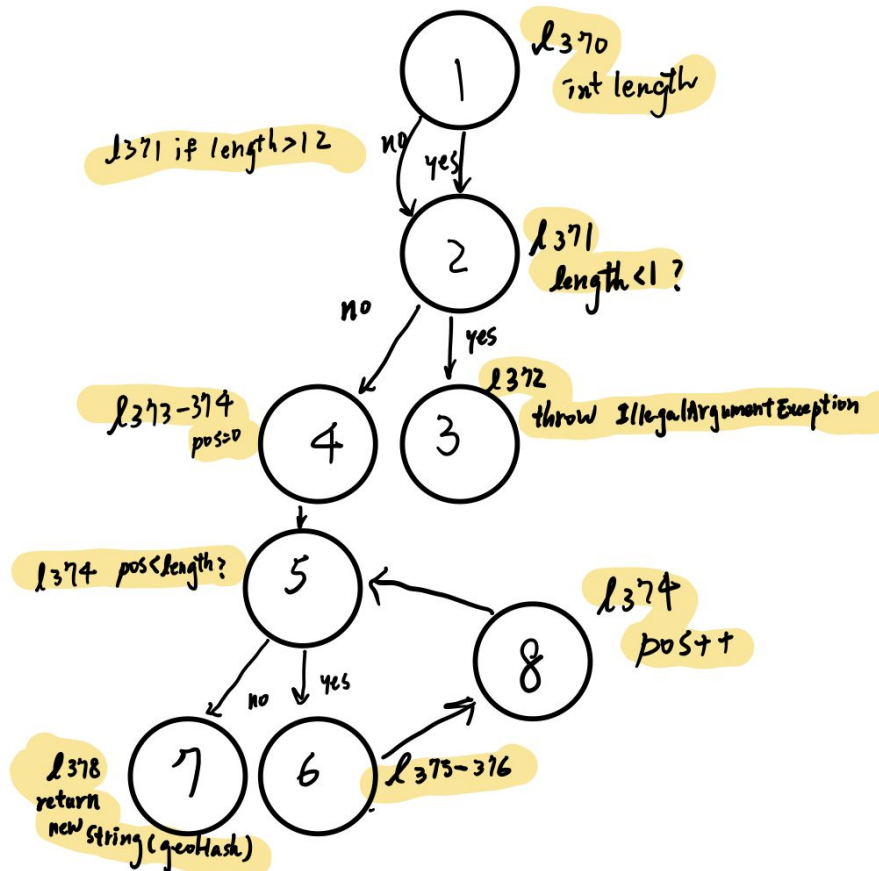 1
l370
int length
l371 if length>12
no
yes
2
l371
length<1?
no
yes
l373-374
pos=0
4
3
l372
throw IllegalArgumentException
l374 pos<length?
5
8
l374
pos++
no
yes
l378
return
new String(geoHash)
7
6
l375-376